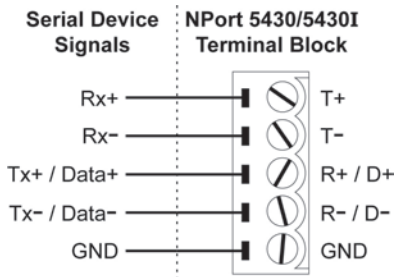 Serial Device Signals
NPort 5430/5430I Terminal Block
Rx+ T+
Rx- T-
Tx+ / Data+ R+ / D+
Tx- / Data- R- / D-
GND GND